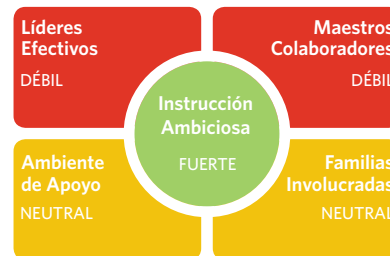 Líderes
Efectivos
DÉBIL
Maestros
Colaboradores
DÉBIL
Instrucción
Ambiciosa
FUERTE
Ambiente
de Apoyo
NEUTRAL
Familias
Involucradas
NEUTRAL